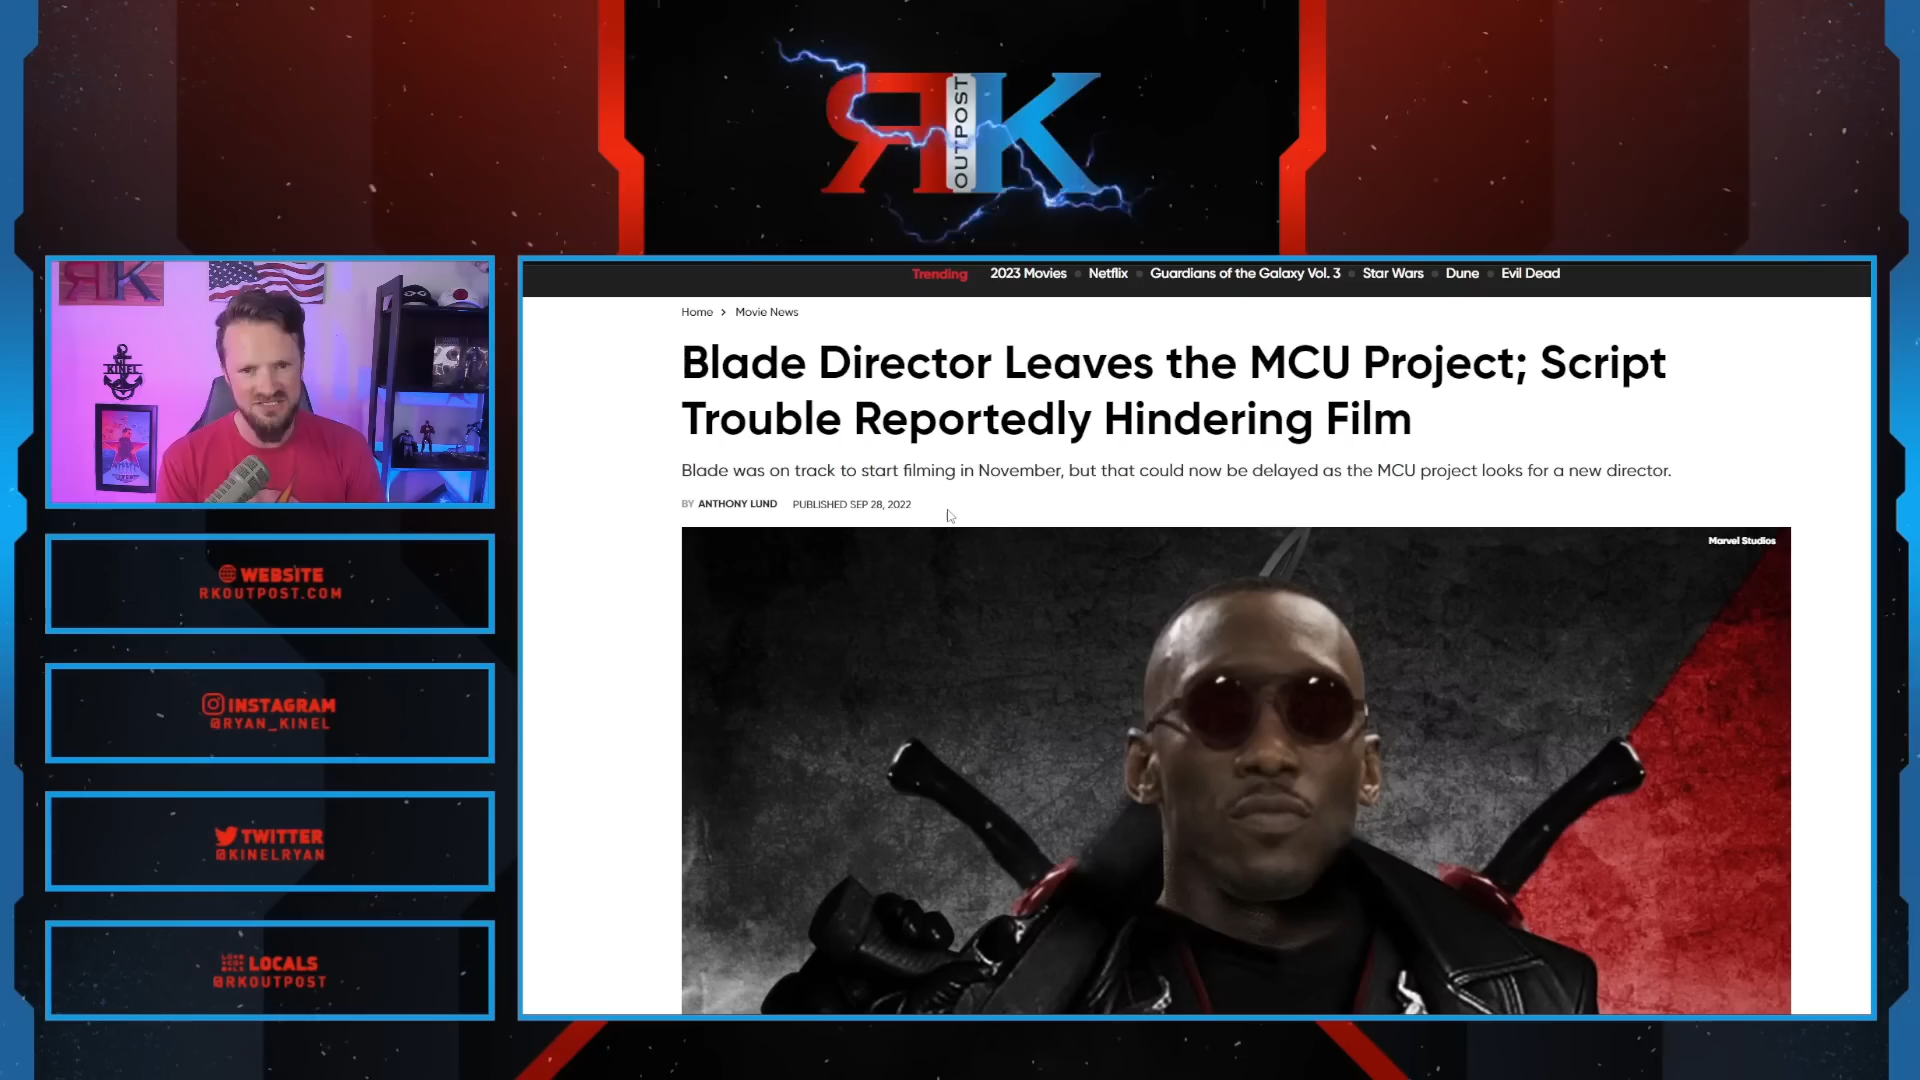 RK
OUTPOST
RK
KINEL
WEBSITE
RKOUTPOST.COM
INSTAGRAM
@RYAN_KINEL
TWITTER
@KINELRYAN
LOCALS
@RKOUTPOST
Trending 2023 Movies Netflix Guardians of the Galaxy Vol. 3 Star Wars Dune Evil Dead
Home > Movie News
Blade Director Leaves the MCU Project; Script
Trouble Reportedly Hindering Film
Blade was on track to start filming in November, but that could now be delayed as the MCU project looks for a new director.
BY ANTHONY LUND PUBLISHED SEP 28, 2022
Marvel Studios